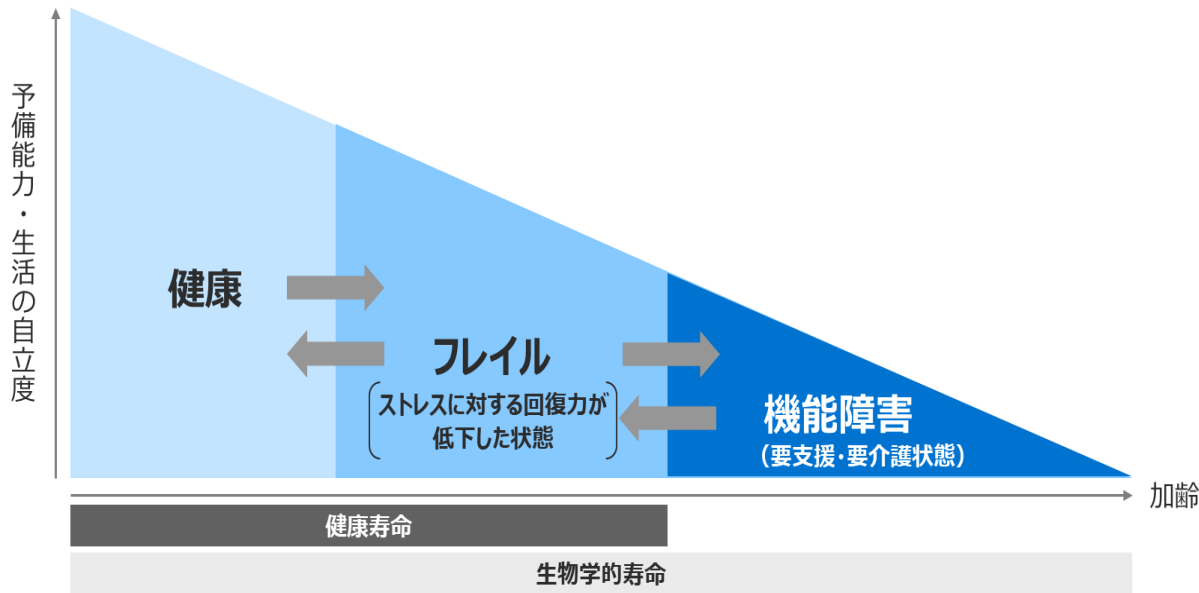 予備能力・生活の自立度
健康
フレイル
ストレスに対する回復力が
低下した状態
機能障害
（要支援・要介護状態）
加齢
健康寿命
生物学的寿命